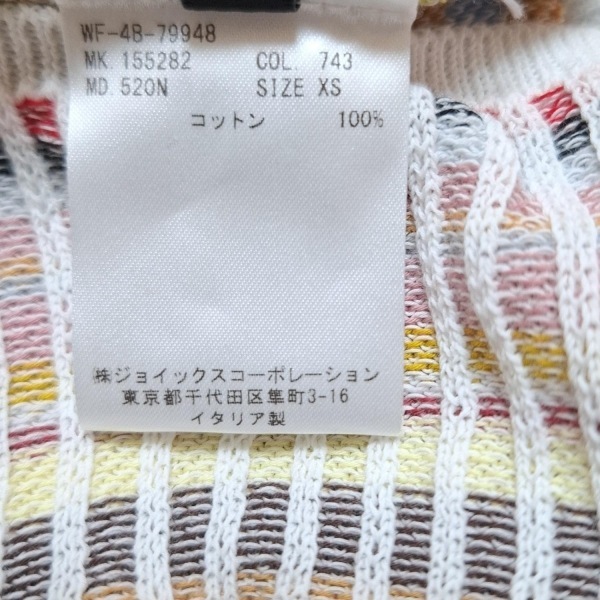 WF-48-79948
MK. 155282 COL. 743
MD. 520N SIZE XS
コットン 100%
㈱ジョイックスコーポレーション
東京都千代田区隼町3-16
イタリア製